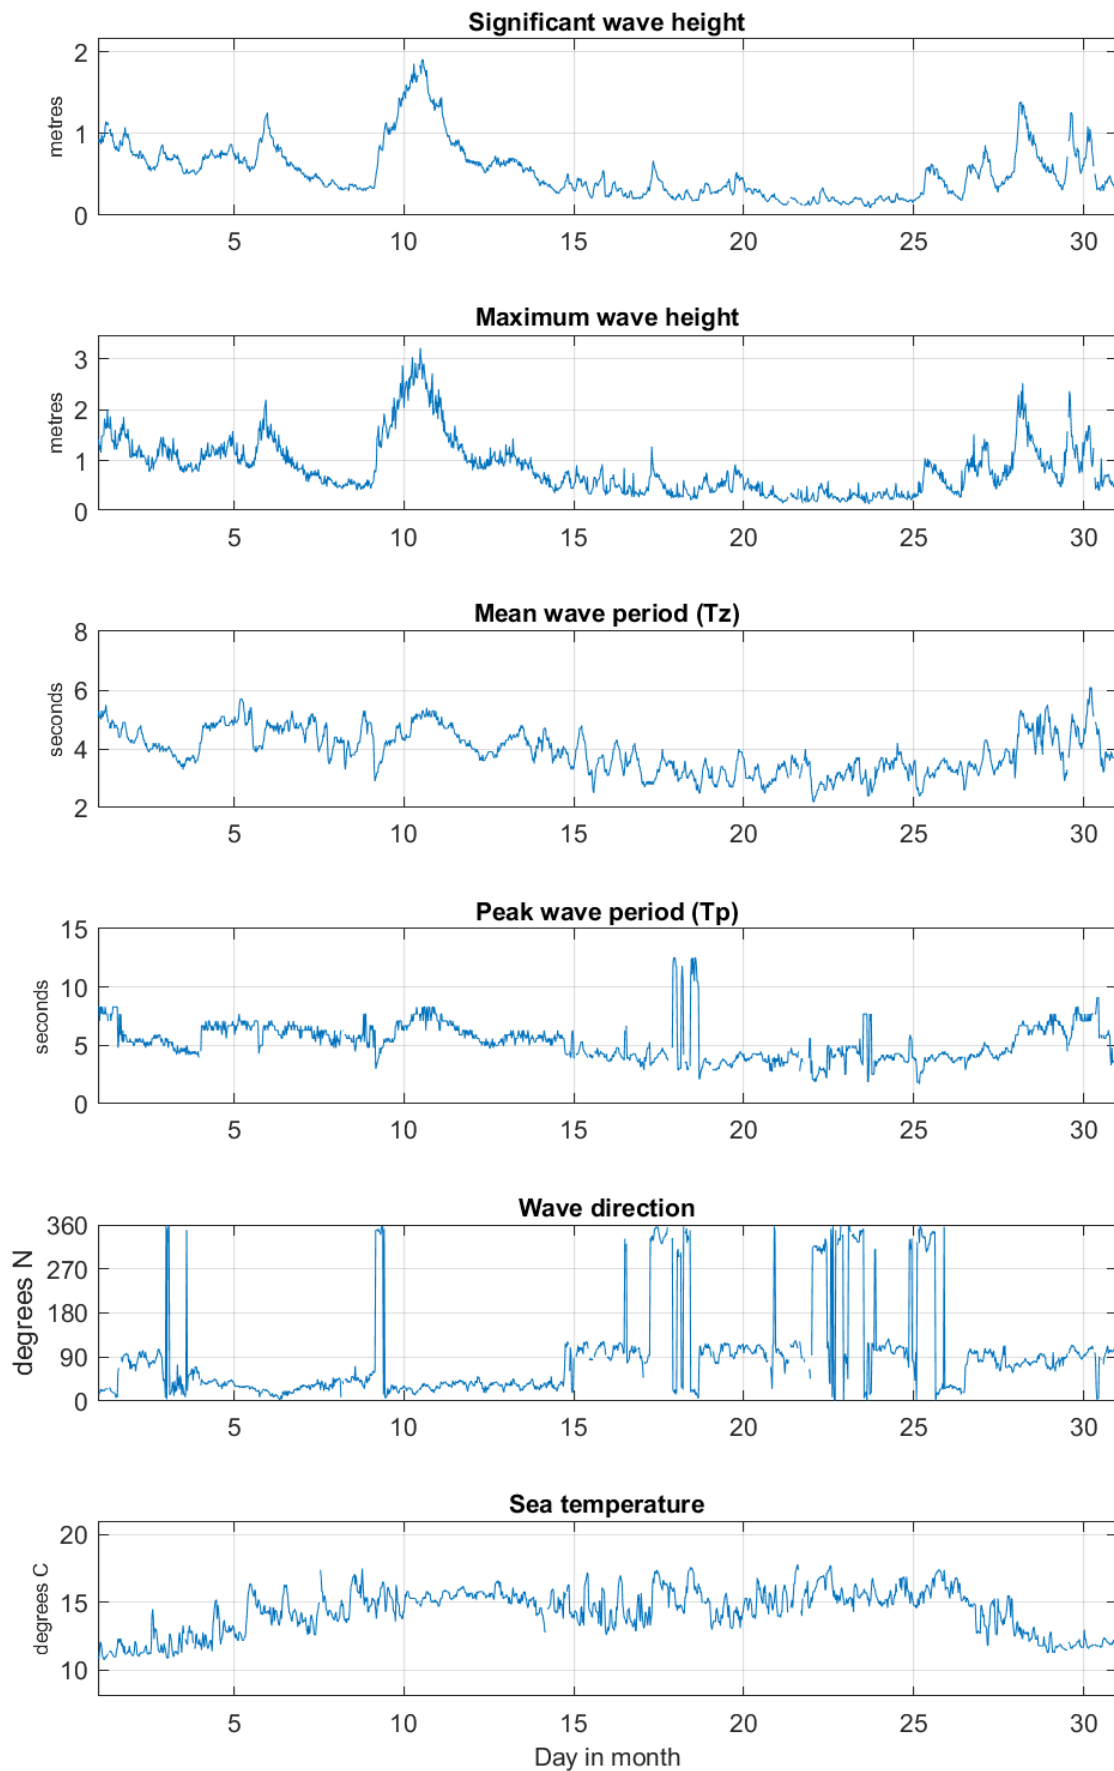 Significant wave height
2
1
0
metres
5 10 15 20 25 30
Maximum wave height
3
2
1
0
metres
5 10 15 20 25 30
Mean wave period (Tz)
8
6
4
2
seconds
5 10 15 20 25 30
Peak wave period (Tp)
15
10
5
0
seconds
5 10 15 20 25 30
Wave direction
360
270
180
90
0
degrees N
5 10 15 20 25 30
Sea temperature
20
15
10
degrees C
5 10 15 20 25 30
Day in month